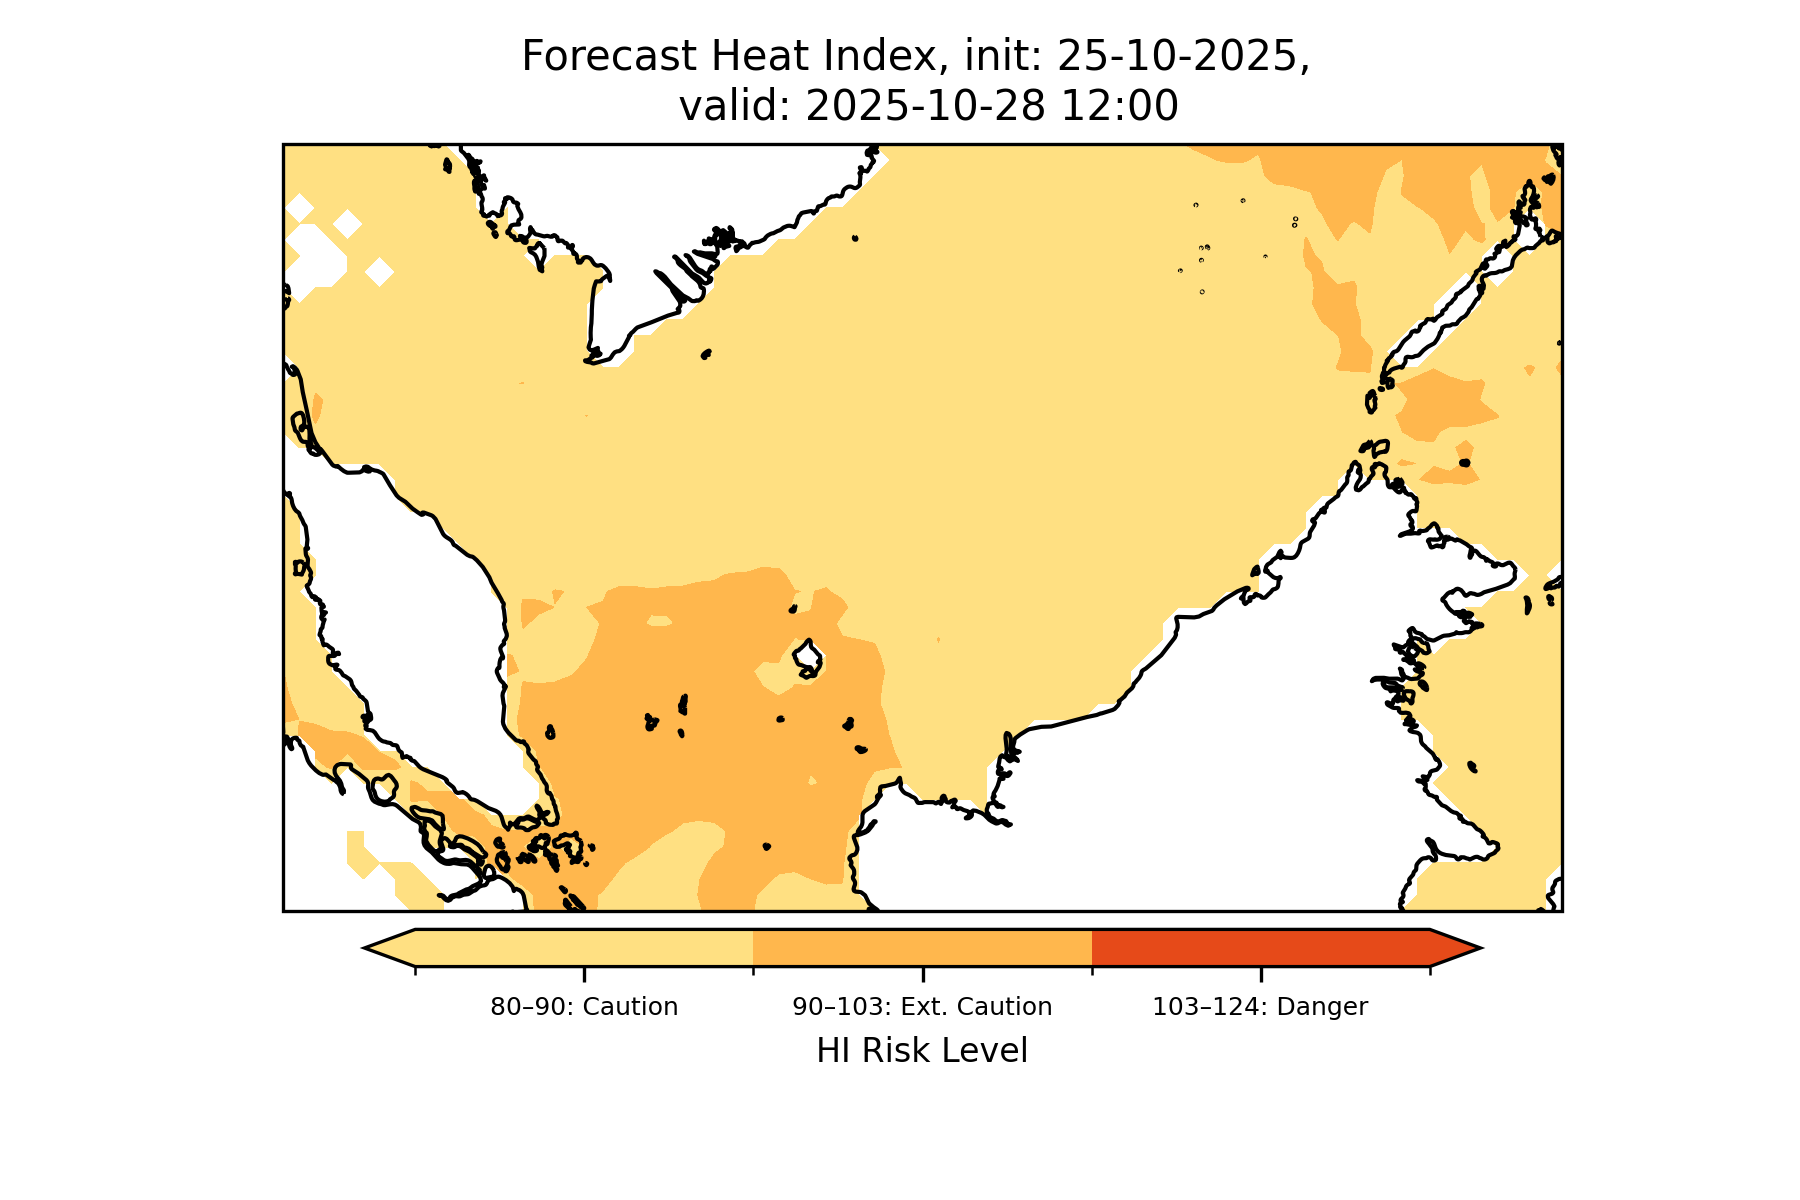 Forecast Heat Index, init: 25-10-2025,
valid: 2025-10-28 12:00
80–90: Caution
90–103: Ext. Caution
103–124: Danger
HI Risk Level